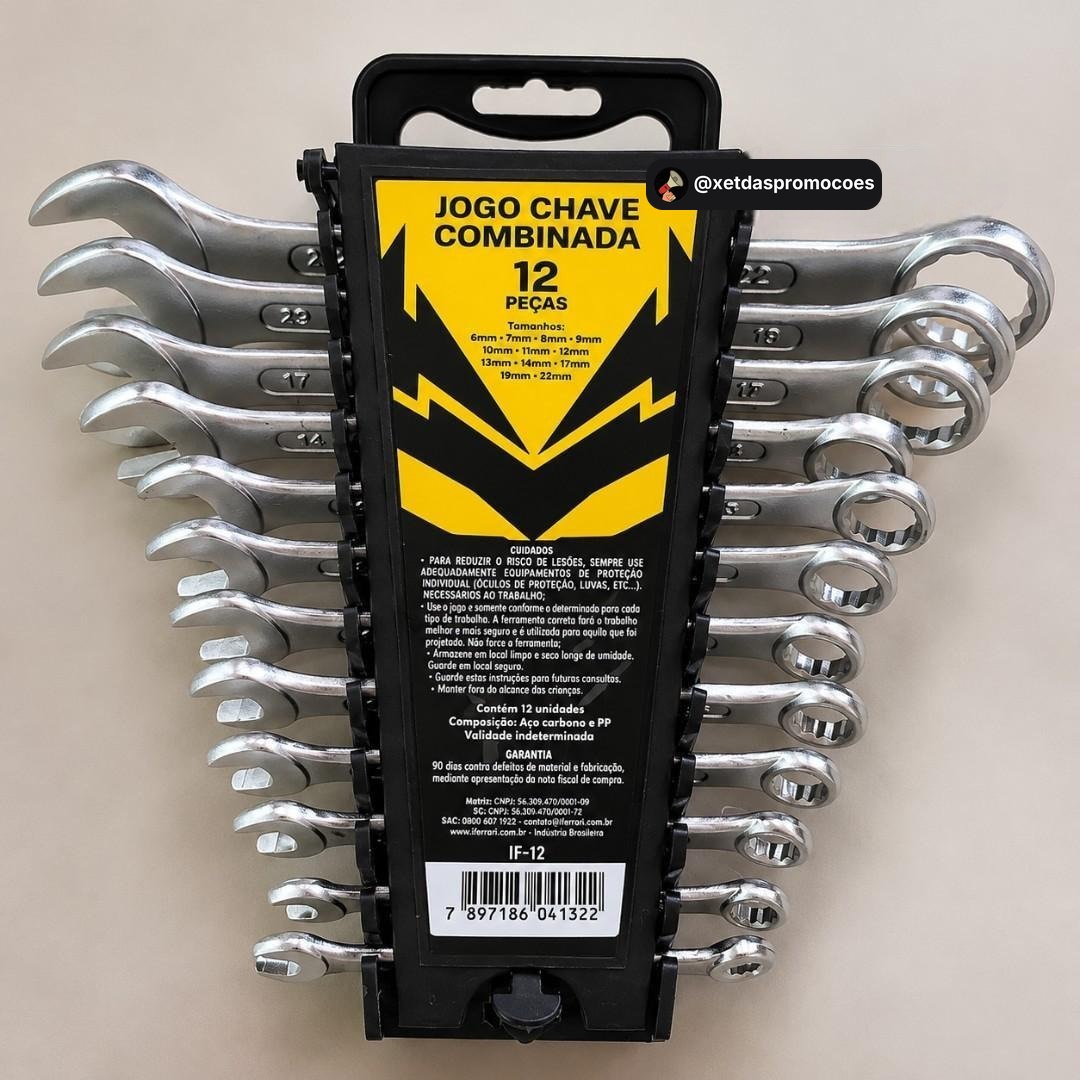 @xetdaspromocoes
JOGO CHAVE
COMBINADA
12
PEÇAS
Tamanhos:
6mm • 7mm • 8mm • 9mm
10mm • 11mm • 12mm
13mm • 14mm • 17mm
19mm • 22mm
22
23
19
17
17
14
CUIDADOS
• PARA REDUZIR O RISCO DE LESÕES, SEMPRE USE
ADEQUADAMENTE EQUIPAMENTOS DE PROTEÇÃO
INDIVIDUAL (ÓCULOS DE PROTEÇÃO, LUVAS, ETC...).
NECESSÁRIOS AO TRABALHO;
• Use o jogo e somente conforme o determinado para cada
tipo de trabalho. A ferramenta correta fará o trabalho
melhor e mais seguro e é utilizada para aquilo que foi
projetado. Não force a ferramenta;
• Armazene em local limpo e seco longe de umidade.
Guarde em local seguro.
• Guarde estas instruções para futuras consultas.
• Manter fora do alcance das crianças.
Contém 12 unidades
Composição: Aço carbono e PP
Validade indeterminada
GARANTIA
90 dias contra defeitos de material e fabricação,
mediante apresentação da nota fiscal de compra.
Matriz: CNPJ: 56.309.470/0001-09
SC: CNPJ: 56.309.470/0001-72
SAC: 0800 607 1922 - contato@iferrari.com.br
www.iferrari.com.br - Indústria Brasileira
IF-12
7 897186 041322